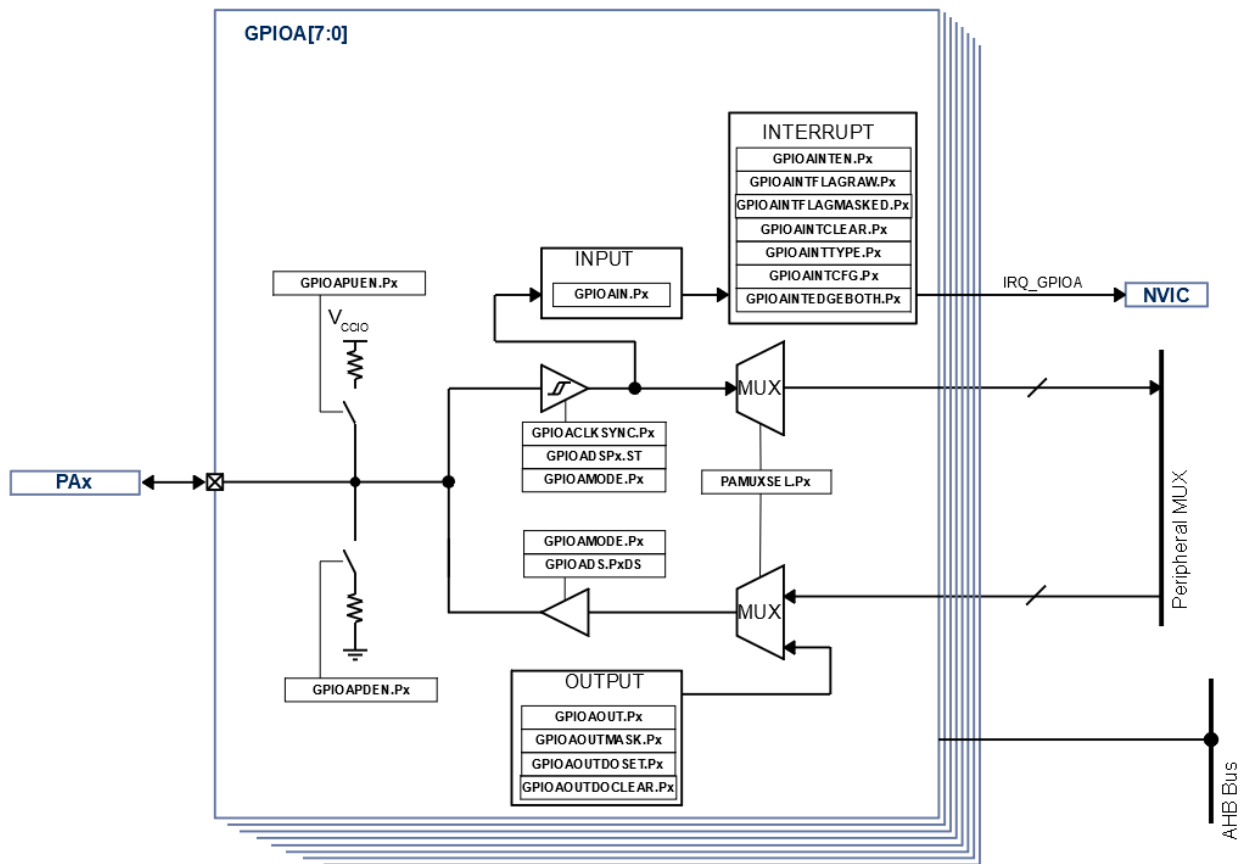 GPIOA[7:0]
INTERRUPT
GPIOAINTEN.Px
GPIOAINTFLAGRAW.Px
GPIOAINTFLAGMASKED.Px
GPIOAINTCLEAR.Px
GPIOAINTTYPE.Px
GPIOAINTCFG.Px
GPIOAINTEDGEBOTH.Px
INPUT
GPIOAIN.Px
IRQ_GPIOA
NVIC
GPIOAPUEN.Px
VCCIO
MUX
GPIOACLKSYNC.Px
GPIOADSPx.ST
GPIOAMODE.Px
PAMUXSEL.Px
PAx
GPIOAMODE.Px
GPIOADS.PxDS
MUX
Peripheral MUX
GPIOAPDEN.Px
OUTPUT
GPIOAOUT.Px
GPIOAOUTMASK.Px
GPIOAOUTDOSET.Px
GPIOAOUTDOCLEAR.Px
AHB Bus